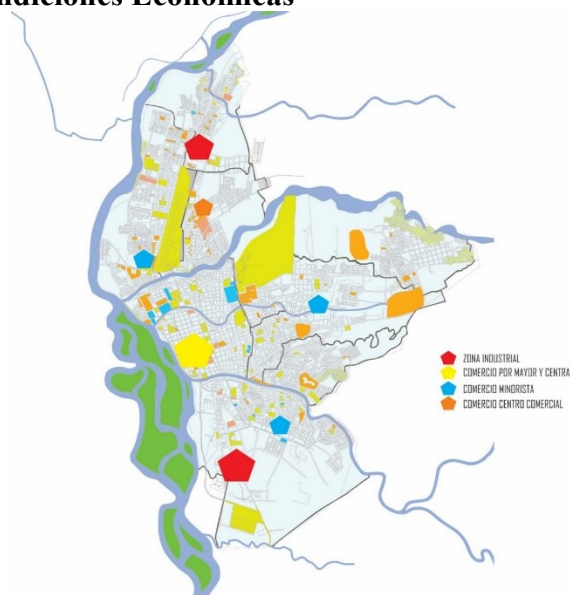 ndiciones Económicas
ZONA INDUSTRIAL
COMERCIO POR MAYOR Y CENTRA
COMERCIO MINORISTA
COMERCIO CENTRO COMERCIAL